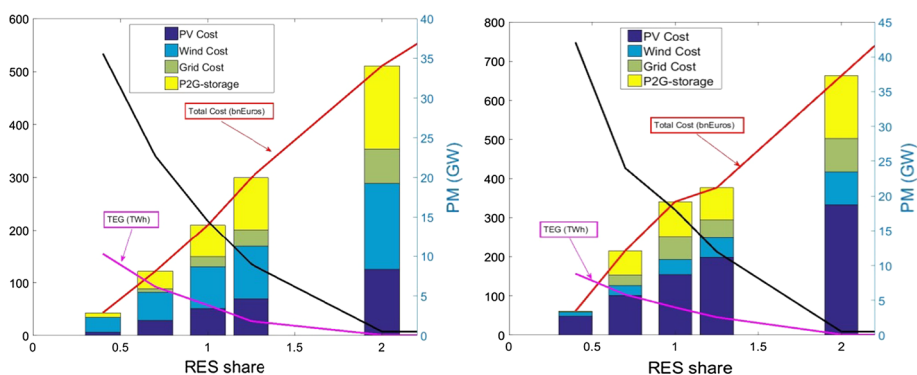 600
500
400
300
200
100
0
PV Cost
Wind Cost
Grid Cost
P2G-storage
Total Cost (bnEuros)
TEG (TWh)
40
35
30
25
20
15
10
5
0
PM (GW)
0 0.5 1 1.5 2
RES share
800
700
600
500
400
300
200
100
0
PV Cost
Wind Cost
Grid Cost
P2G-storage
Total Cost (bnEuros)
TEG (TWh)
45
40
35
30
25
20
15
10
5
0
PM (GW)
0 0.5 1 1.5 2
RES share